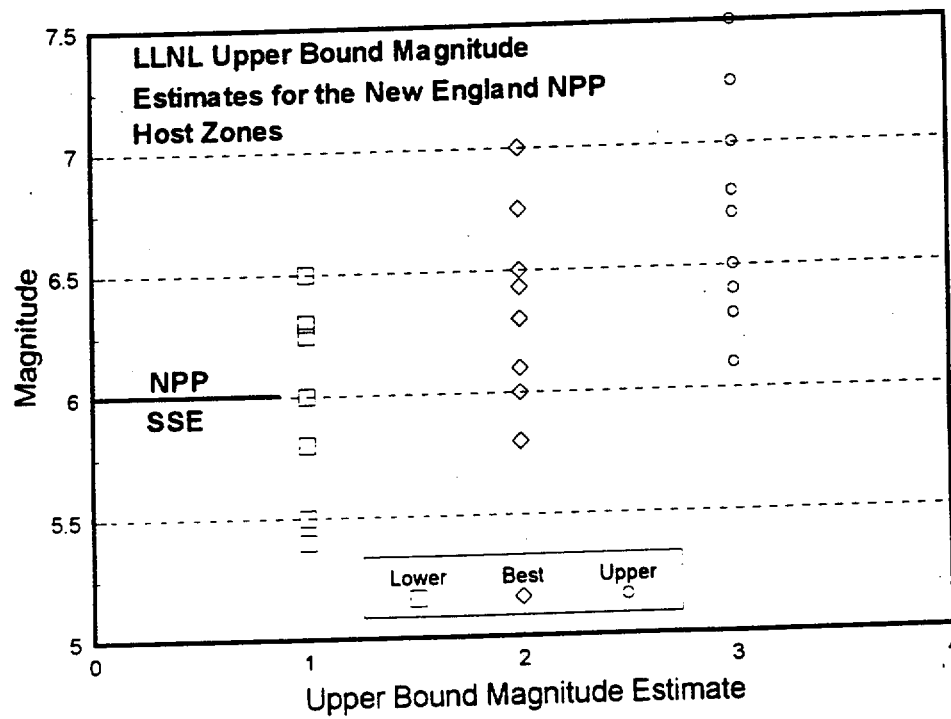 7.5
7
6.5
6
5.5
5
LLNL Upper Bound Magnitude
Estimates for the New England NPP
Host Zones
NPP
SSE
Magnitude
Lower Best Upper
0 1 2 3 4
Upper Bound Magnitude Estimate